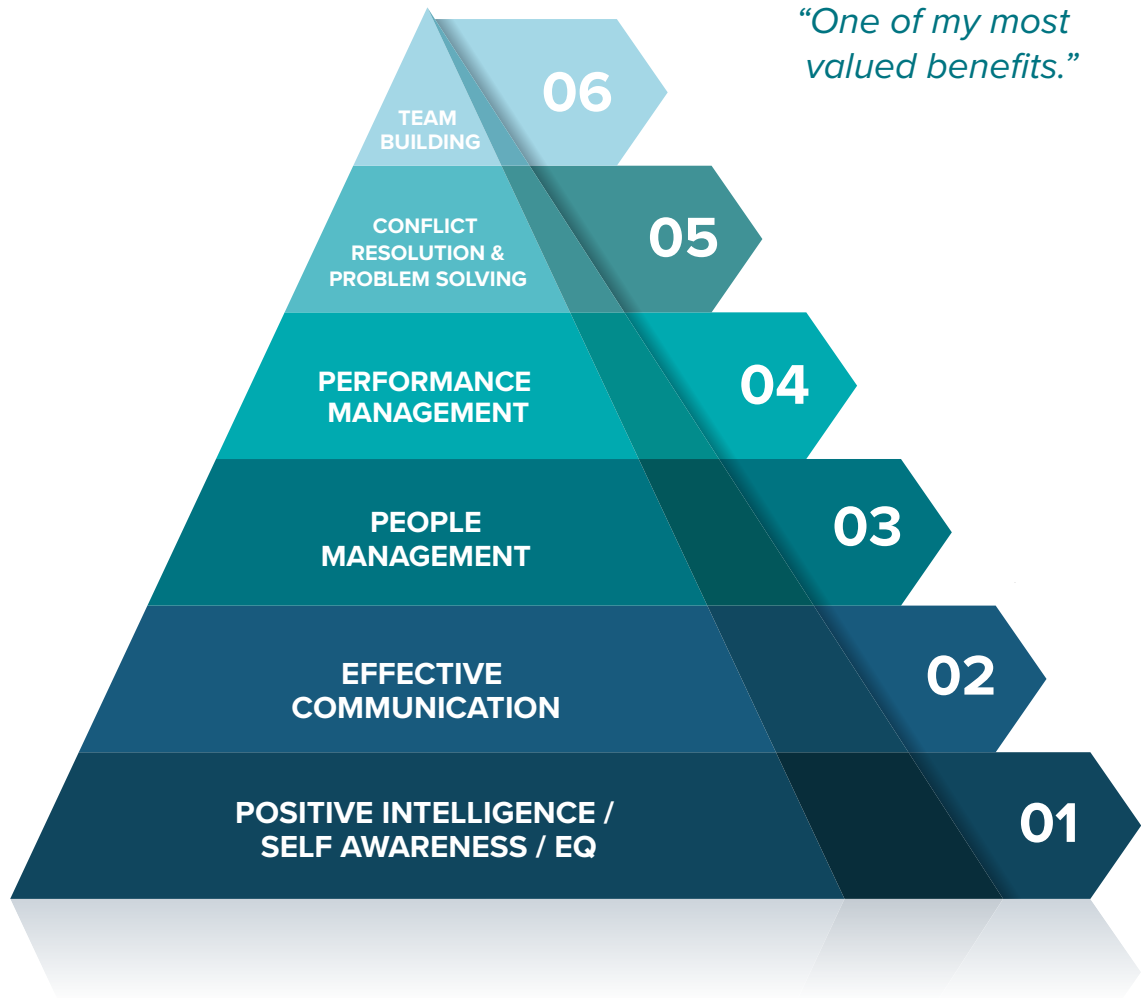 “One of my most
valued benefits.”
06
TEAM
BUILDING
05
CONFLICT
RESOLUTION &
PROBLEM SOLVING
04
PERFORMANCE
MANAGEMENT
03
PEOPLE
MANAGEMENT
02
EFFECTIVE
COMMUNICATION
01
POSITIVE INTELLIGENCE /
SELF AWARENESS / EQ